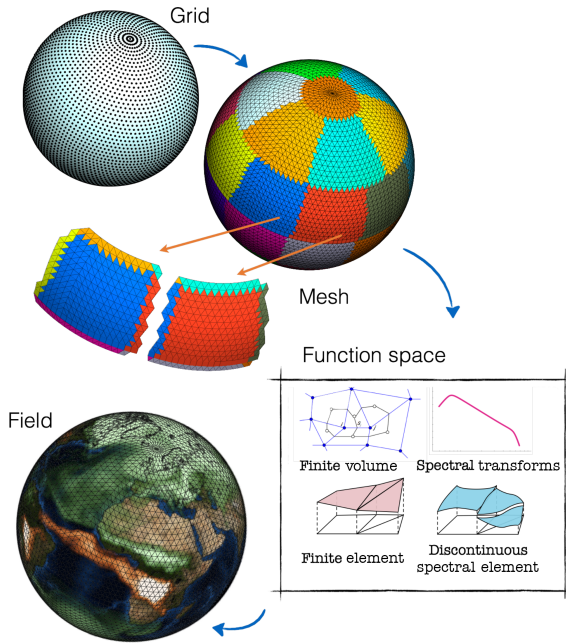 Grid
Mesh
Function space
Finite volume
Spectral transforms
Finite element
Discontinuous
spectral element
Field